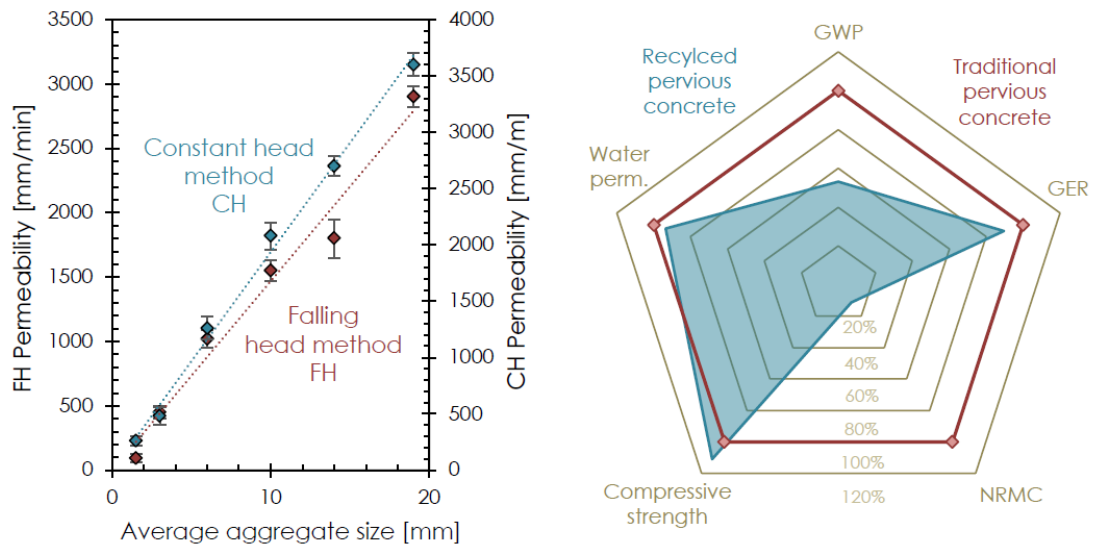 3500
3000
2500
2000
1500
1000
500
0
FH Permeability [mm/min]
4000
3500
3000
2500
2000
1500
1000
500
0
CH Permeability [mm/m]
0
10
20
Average aggregate size [mm]
Constant head
method
CH
Falling
head method
FH
GWP
Recylced
pervious
concrete
Traditional
pervious
concrete
Water
perm.
GER
20%
40%
60%
80%
100%
120%
Compressive
strength
NRMC